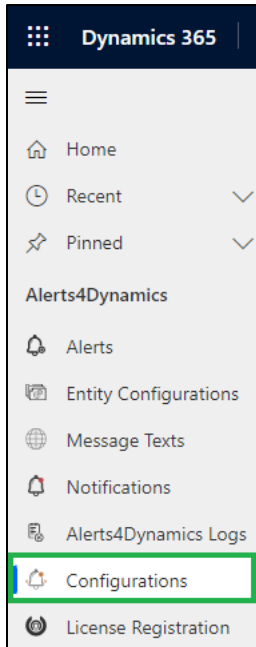 Dynamics 365
Home
Recent
Pinned
Alerts4Dynamics
Alerts
Entity Configurations
Message Texts
Notifications
Alerts4Dynamics Logs
Configurations
License Registration